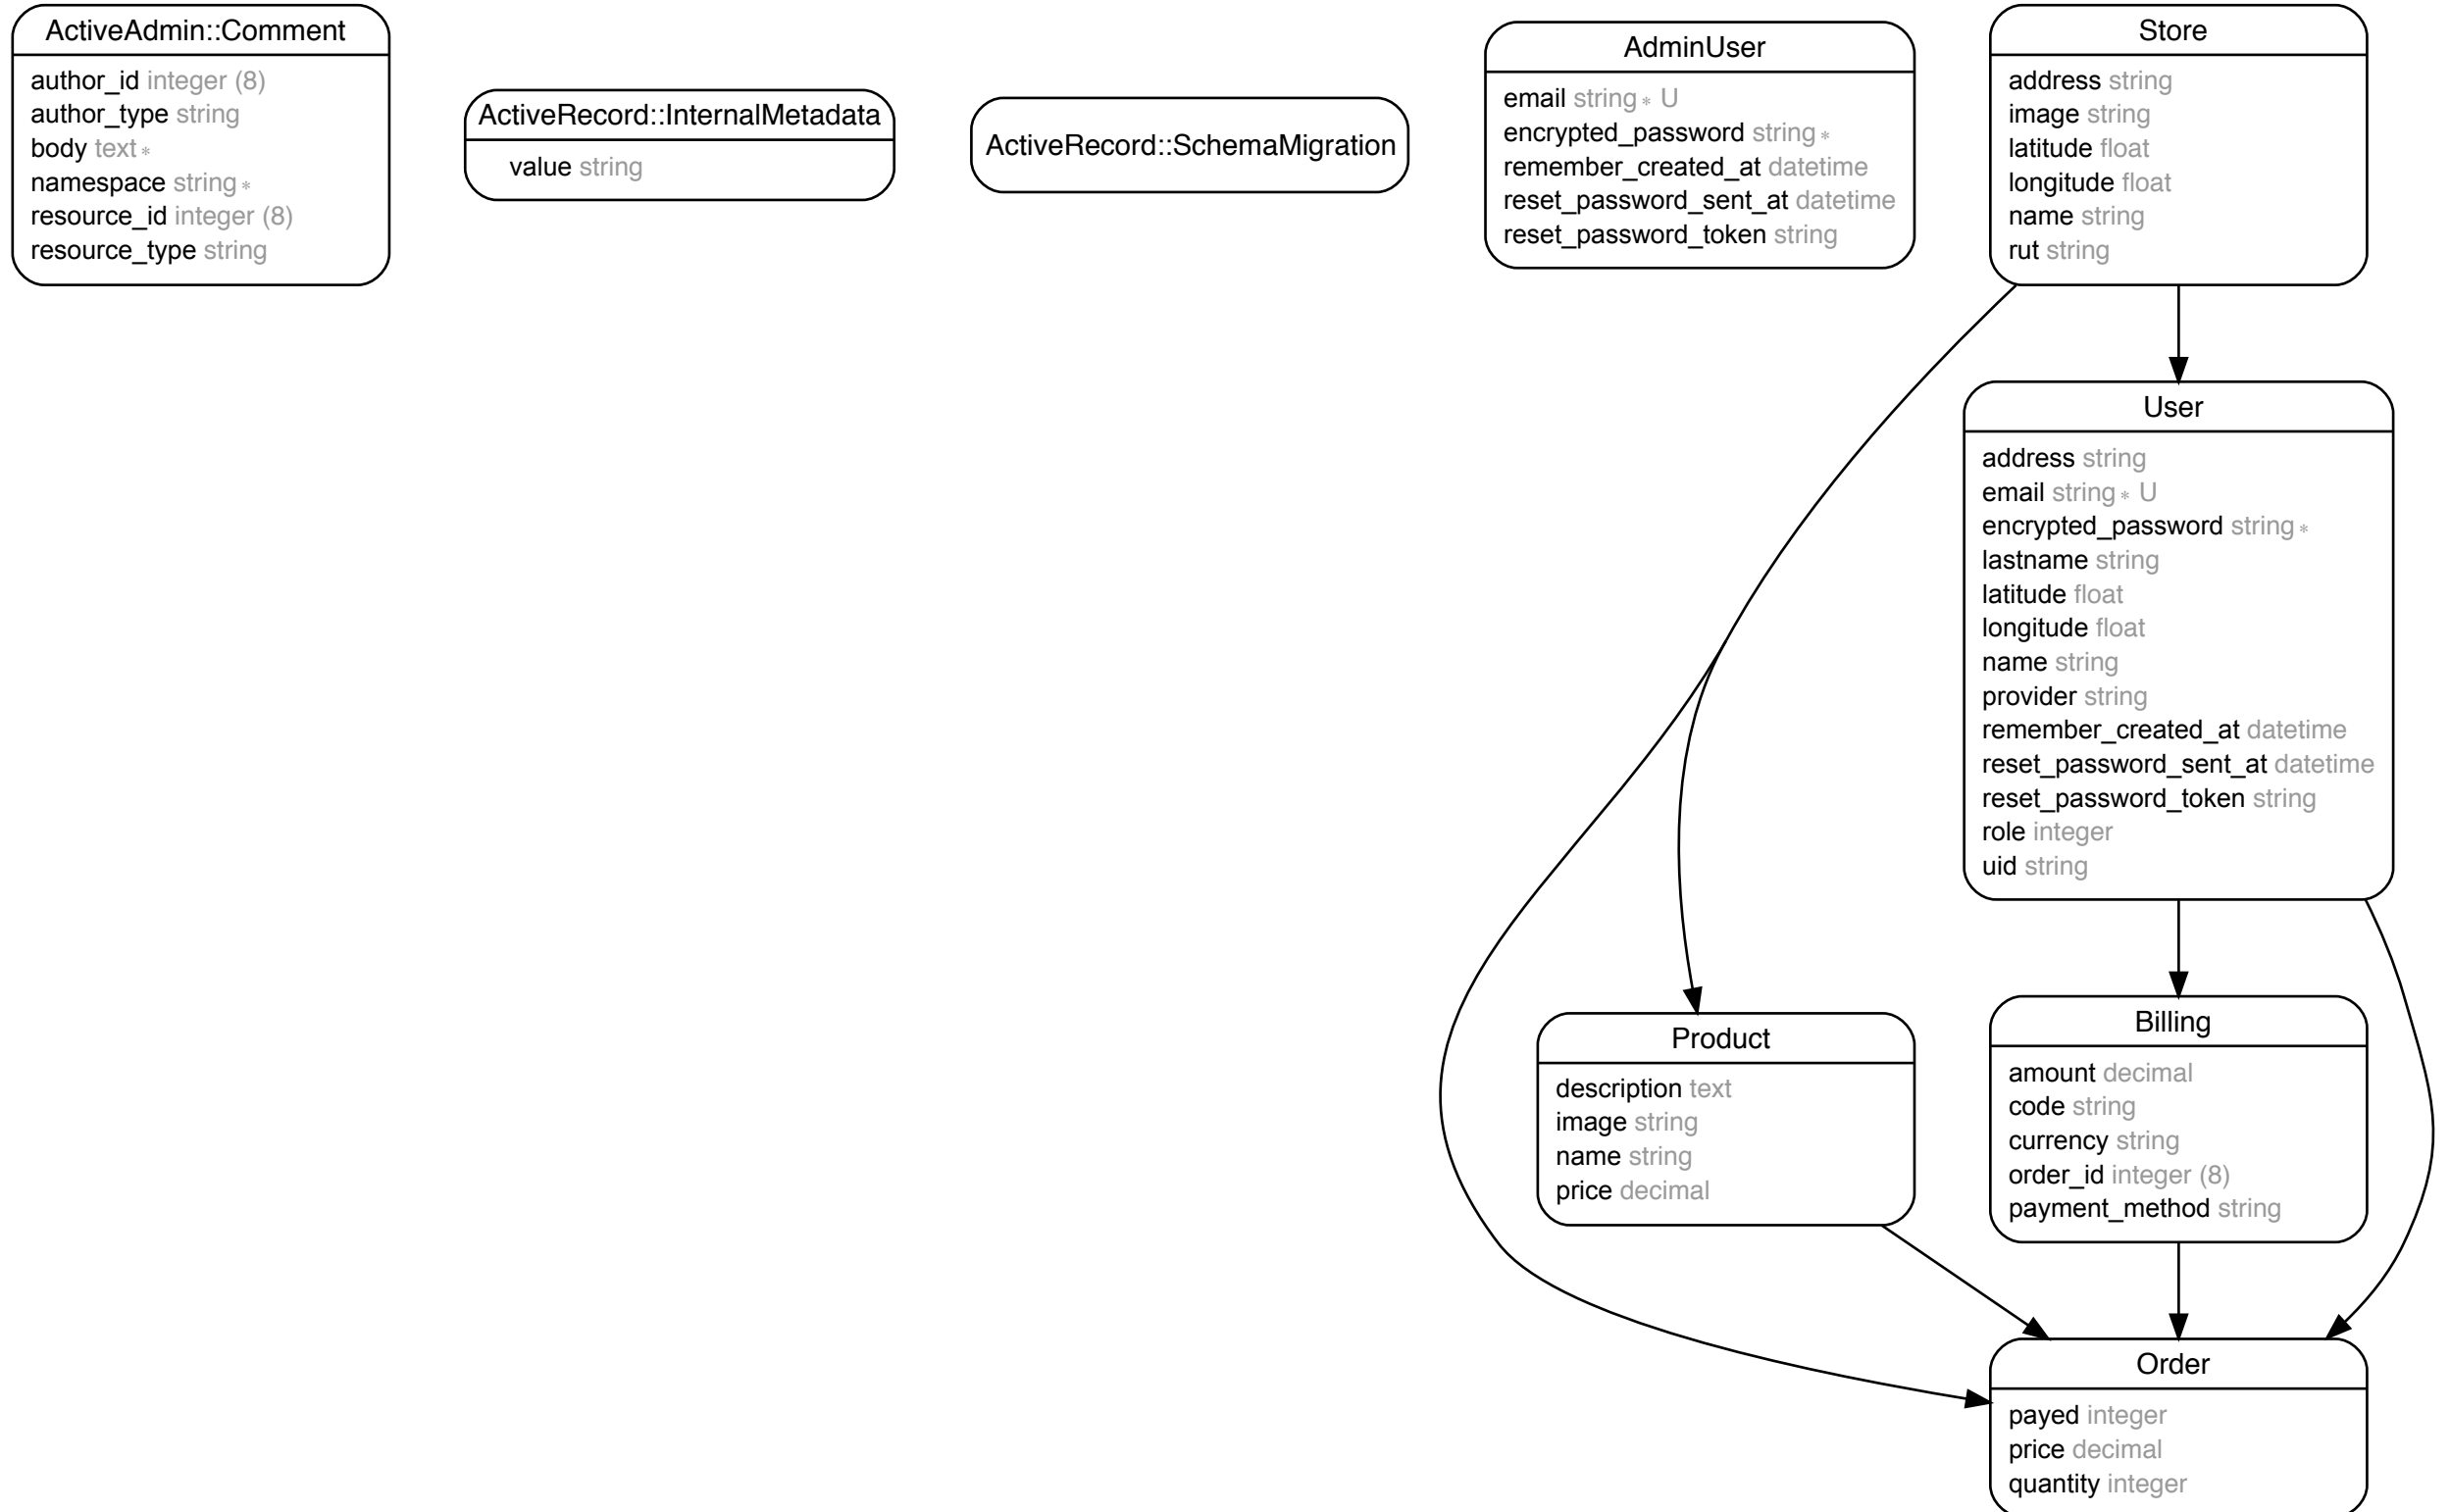 ActiveAdmin::Comment
author_id integer (8)
author_type string
body text *
namespace string *
resource_id integer (8)
resource_type string
ActiveRecord::InternalMetadata
value string
ActiveRecord::SchemaMigration
AdminUser
email string * U
encrypted_password string *
remember_created_at datetime
reset_password_sent_at datetime
reset_password_token string
Store
address string
image string
latitude float
longitude float
name string
rut string
User
address string
email string * U
encrypted_password string *
lastname string
latitude float
longitude float
name string
provider string
remember_created_at datetime
reset_password_sent_at datetime
reset_password_token string
role integer
uid string
Product
description text
image string
name string
price decimal
Billing
amount decimal
code string
currency string
order_id integer (8)
payment_method string
Order
payed integer
price decimal
quantity integer